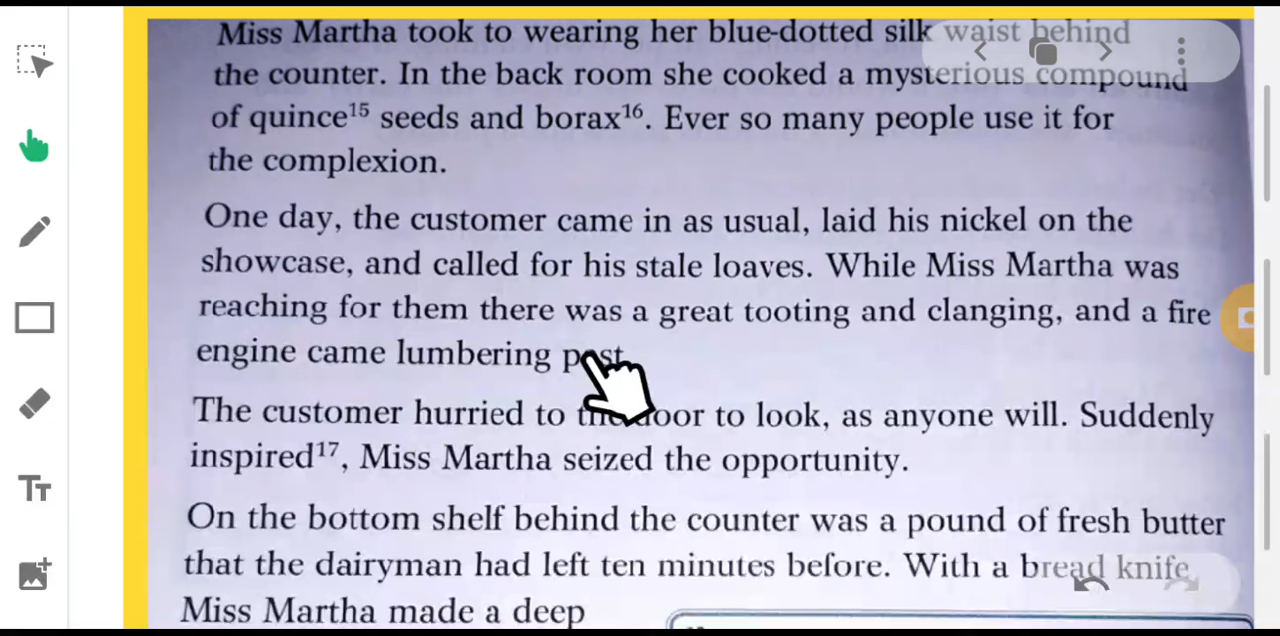 Miss Martha took to wearing her blue-dotted silk waist behind
the counter. In the back room she cooked a mysterious compound
of quince15 seeds and borax16. Ever so many people use it for
the complexion.
One day, the customer came in as usual, laid his nickel on the
showcase, and called for his stale loaves. While Miss Martha was
reaching for them there was a great tooting and clanging, and a fire
engine came lumbering past.
The customer hurried to the door to look, as anyone will. Suddenly
inspired17, Miss Martha seized the opportunity.
On the bottom shelf behind the counter was a pound of fresh butter
that the dairyman had left ten minutes before. With a bread knife
Miss Martha made a deep
TT